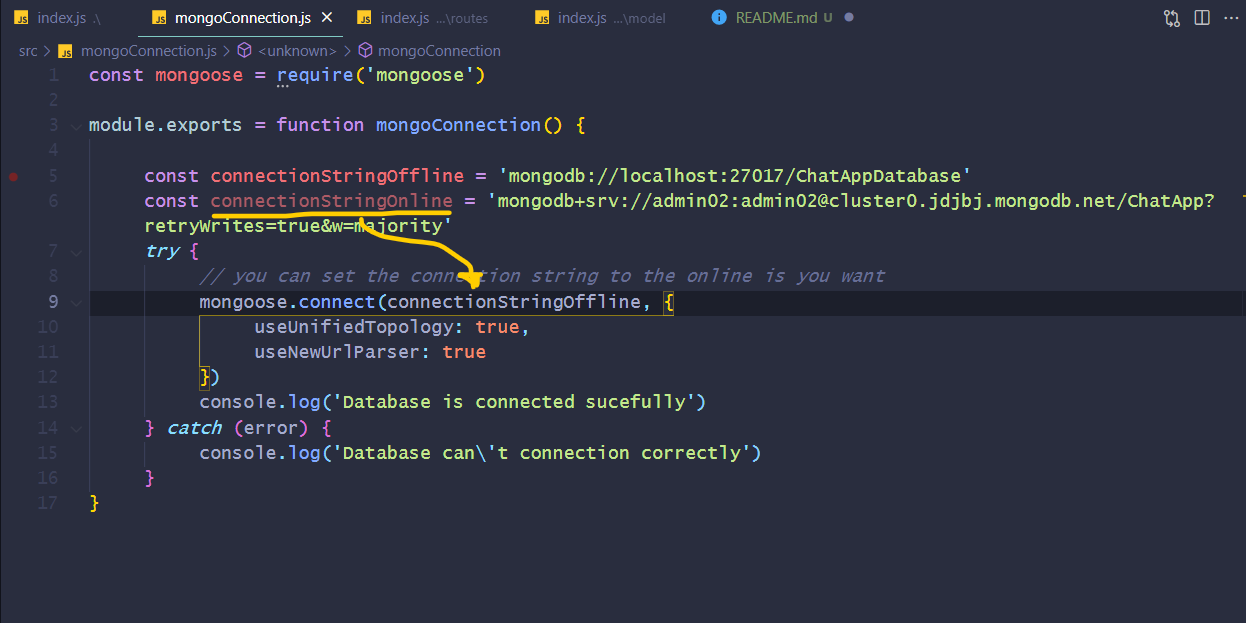 JS index.js .\ JS mongoConnection.js × JS index.js ...\routes JS index.js ...\model README.md U
src > JS mongoConnection.js > <unknown> > mongoConnection
1 const mongoose = require('mongoose')
2
3 module.exports = function mongoConnection() {
4
5 const connectionStringOffline = 'mongodb://localhost:27017/ChatAppDatabase'
6 const connectionStringOnline = 'mongodb+srv://admin02:admin02@cluster0.jdjbj.mongodb.net/ChatApp?
retryWrites=true&w=majority'
7 try {
8 // you can set the connection string to the online is you want
9 mongoose.connect(connectionStringOffline, {
10 useUnifiedTopology: true,
11 useNewUrlParser: true
12 })
13 console.log('Database is connected sucefully')
14 } catch (error) {
15 console.log('Database can\'t connection correctly')
16 }
17 }